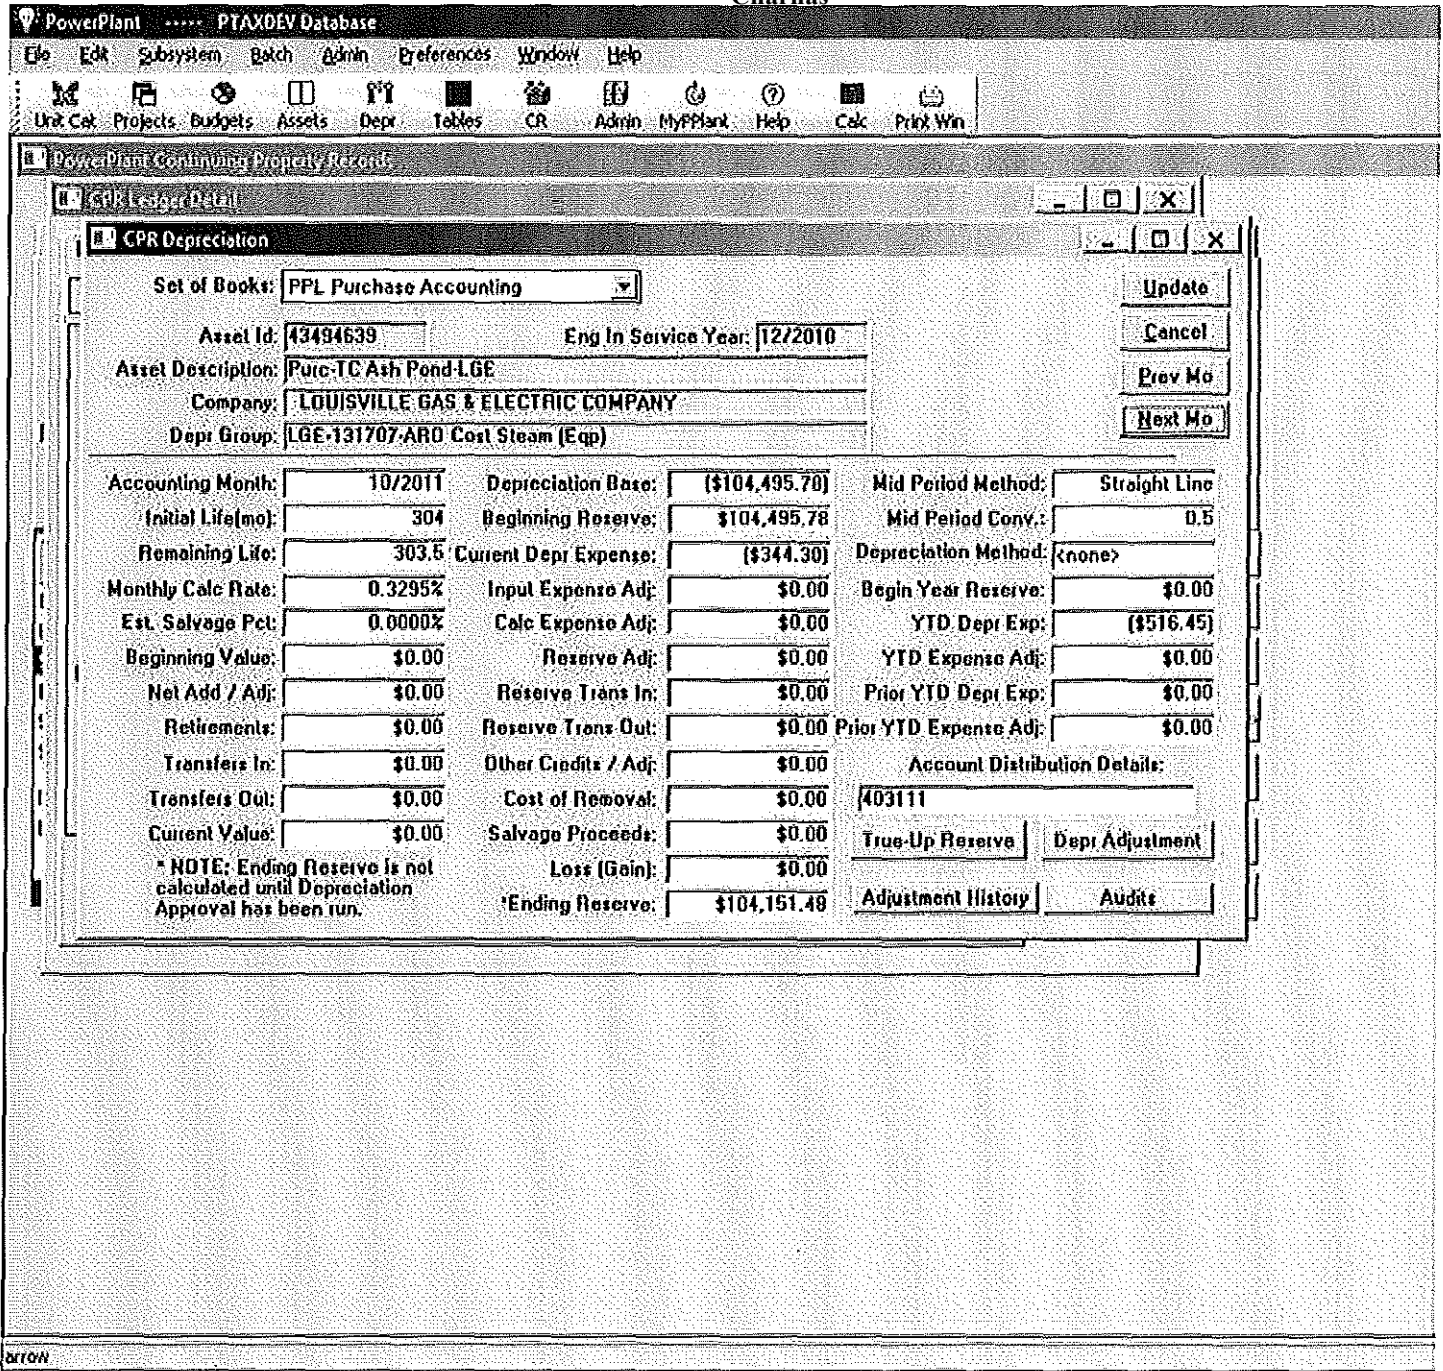 Charnas
PowerPlant ----- PTAXDEV Database
File Edit Subsystem Batch Admin Preferences Window Help
Unit Cat Projects Budgets Assets Depr Tables CR Admin MyPPlant Help Calc Print Win
PowerPlant Continuing Property Records
CPR Ledger Detail
CPR Depreciation
Set of Books: PPL Purchase Accounting Update
Asset Id: 43494639 Eng In Service Year: 12/2010 Cancel
Asset Description: Purc-TC Ash Pond-LGE Prev Mo
Company: LOUISVILLE GAS & ELECTRIC COMPANY
Next Mo
Depr Group: LGE-131707-ARO Cost Steam (Eqp)
Accounting Month: 10/2011 Depreciation Base: ($104,495.78) Mid Period Method: Straight Line
Initial Life(mo): 304 Beginning Reserve: $104,495.78 Mid Period Conv.: 0.5
Remaining Life: 303.5 Current Depr Expense: ($344.30) Depreciation Method: <none>
Monthly Calc Rate: 0.3295% Input Expense Adj: $0.00 Begin Year Reserve: $0.00
Est. Salvage Pct: 0.0000% Calc Expense Adj: $0.00 YTD Depr Exp: ($516.45)
Beginning Value: $0.00 Reserve Adj: $0.00 YTD Expense Adj: $0.00
Net Add / Adj: $0.00 Reserve Trans In: $0.00 Prior YTD Depr Exp: $0.00
Retirements: $0.00 Reserve Trans Out: $0.00 Prior YTD Expense Adj: $0.00
Transfers In: $0.00 Other Credits / Adj: $0.00 Account Distribution Details:
Transfers Out: $0.00 Cost of Removal: $0.00 403111
Current Value: $0.00 Salvage Proceeds: $0.00 True-Up Reserve Depr Adjustment
* NOTE: Ending Reserve is not Loss (Gain): $0.00
calculated until Depreciation
Approval has been run. *Ending Reserve: $104,151.48 Adjustment History Audits
arrow